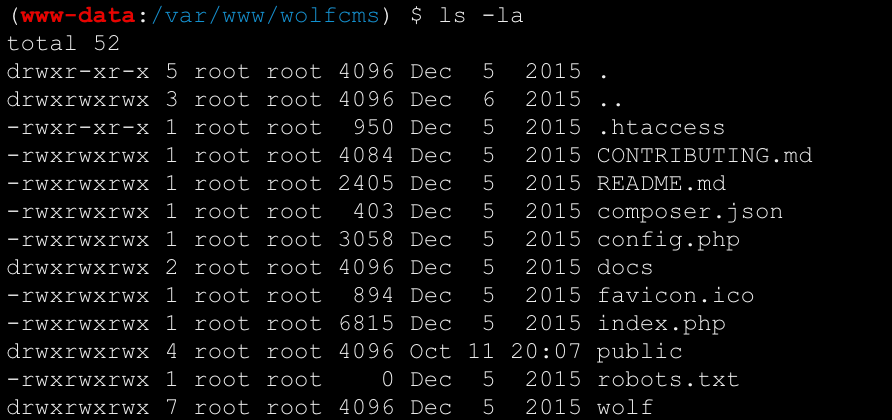 (www-data:/var/www/wolfcms) $ ls -la
total 52
drwxr-xr-x 5 root root 4096 Dec  5  2015 .
drwxrwxrwx 3 root root 4096 Dec  6  2015 ..
-rwxr-xr-x 1 root root  950 Dec  5  2015 .htaccess
-rwxrwxrwx 1 root root 4084 Dec  5  2015 CONTRIBUTING.md
-rwxrwxrwx 1 root root 2405 Dec  5  2015 README.md
-rwxrwxrwx 1 root root  403 Dec  5  2015 composer.json
-rwxrwxrwx 1 root root 3058 Dec  5  2015 config.php
drwxrwxrwx 2 root root 4096 Dec  5  2015 docs
-rwxrwxrwx 1 root root  894 Dec  5  2015 favicon.ico
-rwxrwxrwx 1 root root 6815 Dec  5  2015 index.php
drwxrwxrwx 4 root root 4096 Oct 11 20:07 public
-rwxrwxrwx 1 root root    0 Dec  5  2015 robots.txt
drwxrwxrwx 7 root root 4096 Dec  5  2015 wolf